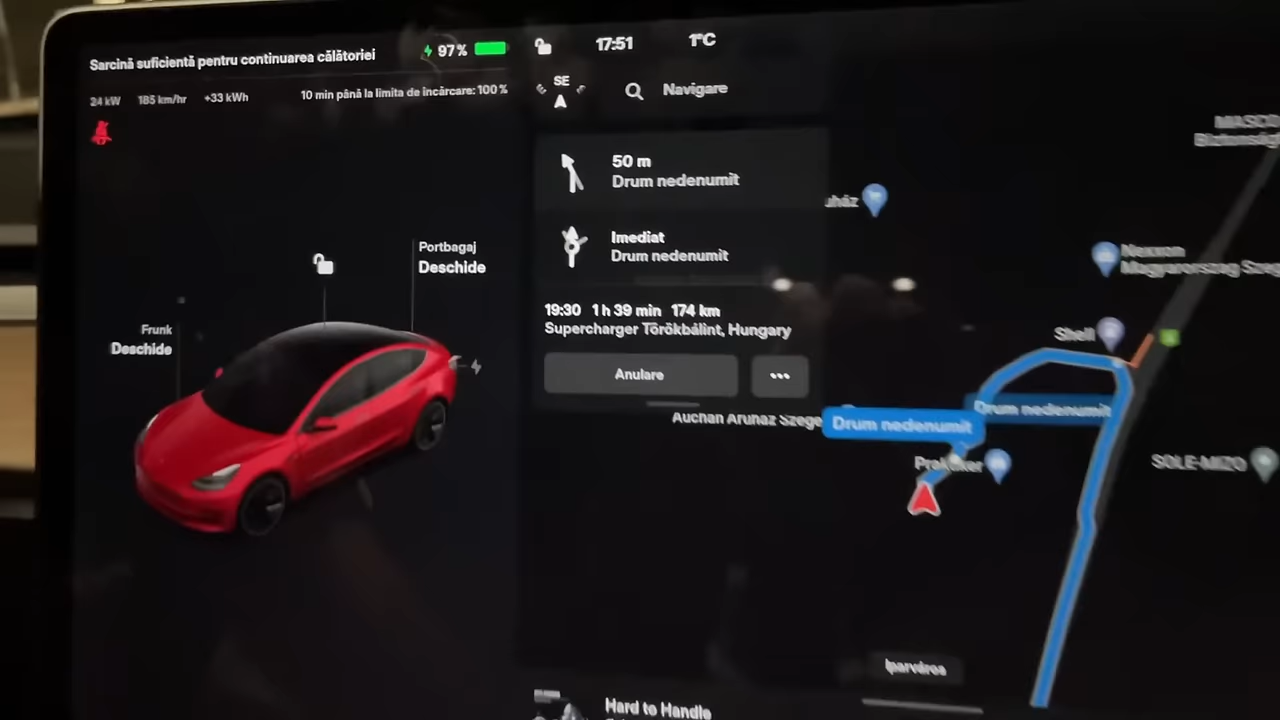 Sarcină suficientă pentru continuarea călătoriei
97%
17:51
1°C
24 kW 185 km/hr +33 kWh
10 min până la limita de încărcare: 100%
SE
Navigare
50 m
Drum nedenumit
Imediat
Drum nedenumit
Portbagaj
Deschide
Frunk
Deschide
19:30 1 h 39 min 174 km
Supercharger Törökbálint, Hungary
Anulare
Shell
Drum nedenumit
Drum nedenumit
SOLE-MIZO
Iparváros
Hard to Handle